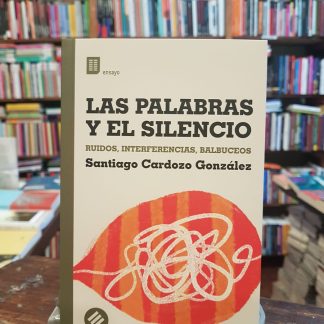 ensayo
LAS PALABRAS
Y EL SILENCIO
RUIDOS, INTERFERENCIAS, BALBUCEOS
Santiago Cardozo González